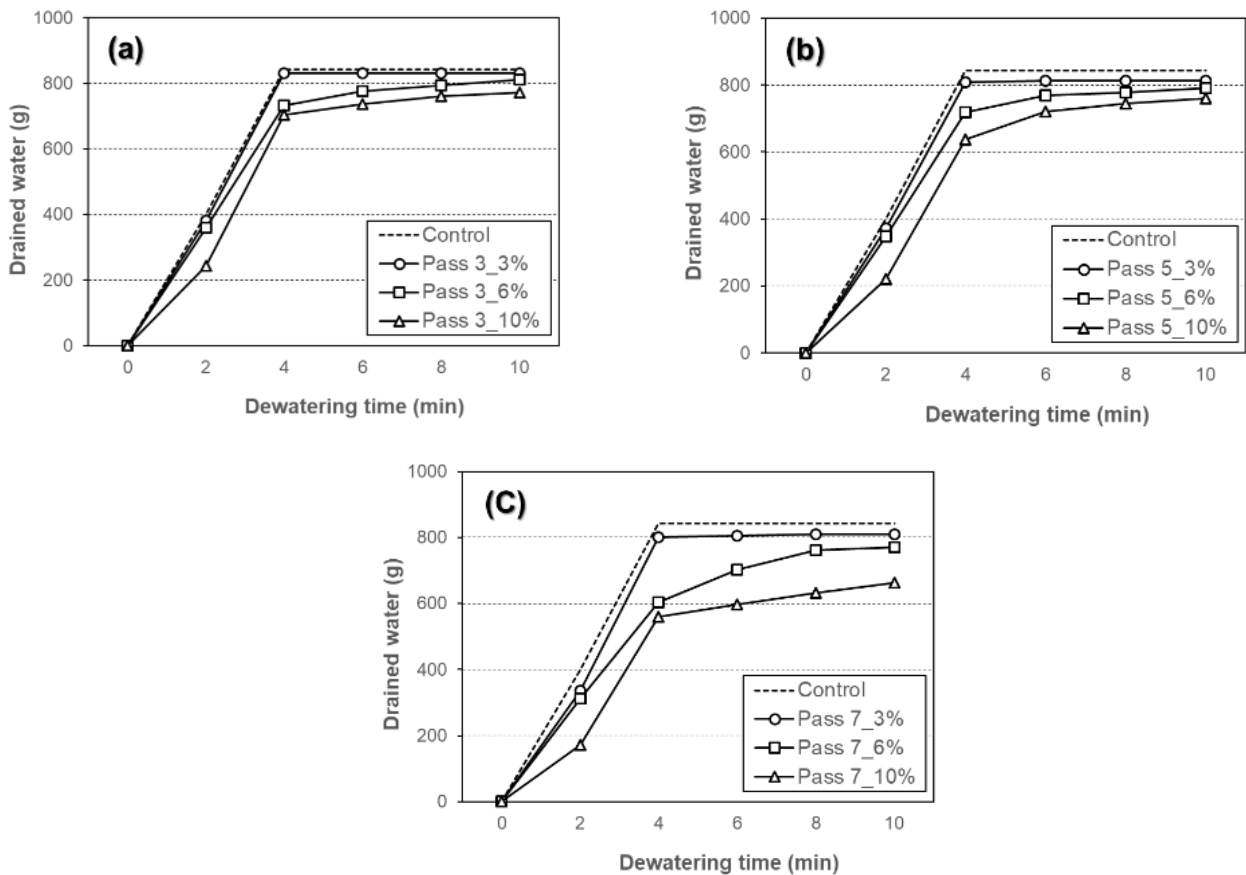 (a)
1000
800
600
400
200
0
Drained water (g)
Control
Pass 3_3%
Pass 3_6%
Pass 3_10%
0 2 4 6 8 10
Dewatering time (min)
(b)
1000
800
600
400
200
0
Drained water (g)
Control
Pass 5_3%
Pass 5_6%
Pass 5_10%
0 2 4 6 8 10
Dewatering time (min)
(C)
1000
800
600
400
200
0
Drained water (g)
Control
Pass 7_3%
Pass 7_6%
Pass 7_10%
0 2 4 6 8 10
Dewatering time (min)